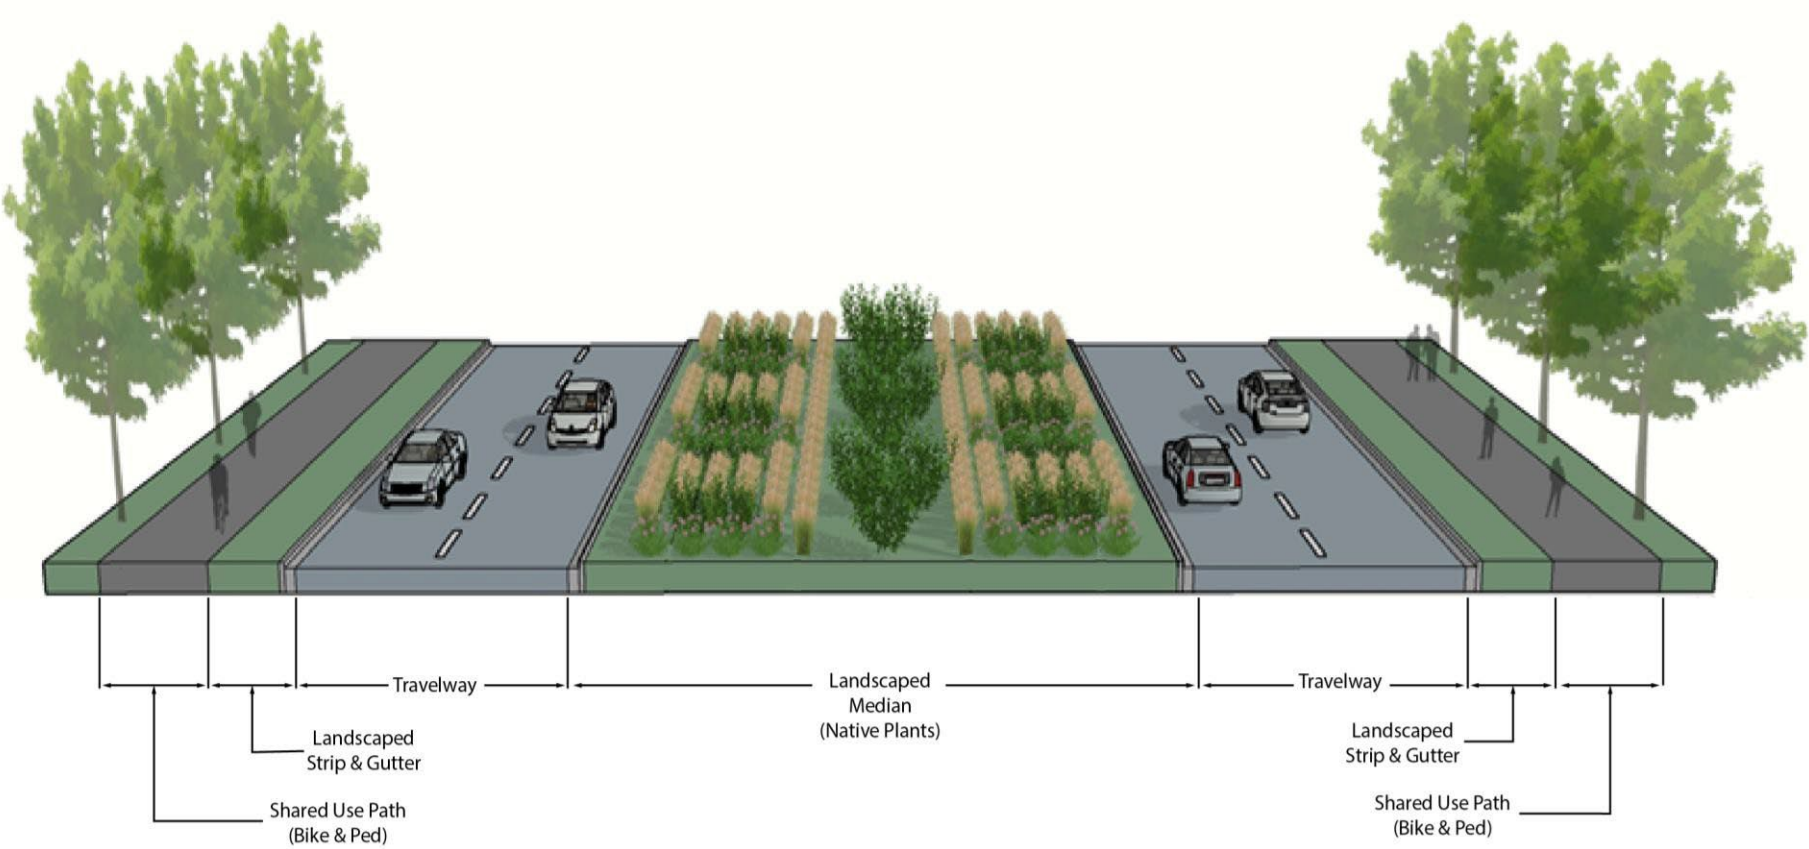 Travelway
Landscaped
Median
(Native Plants)
Travelway
Landscaped
Strip & Gutter
Landscaped
Strip & Gutter
Shared Use Path
(Bike & Ped)
Shared Use Path
(Bike & Ped)